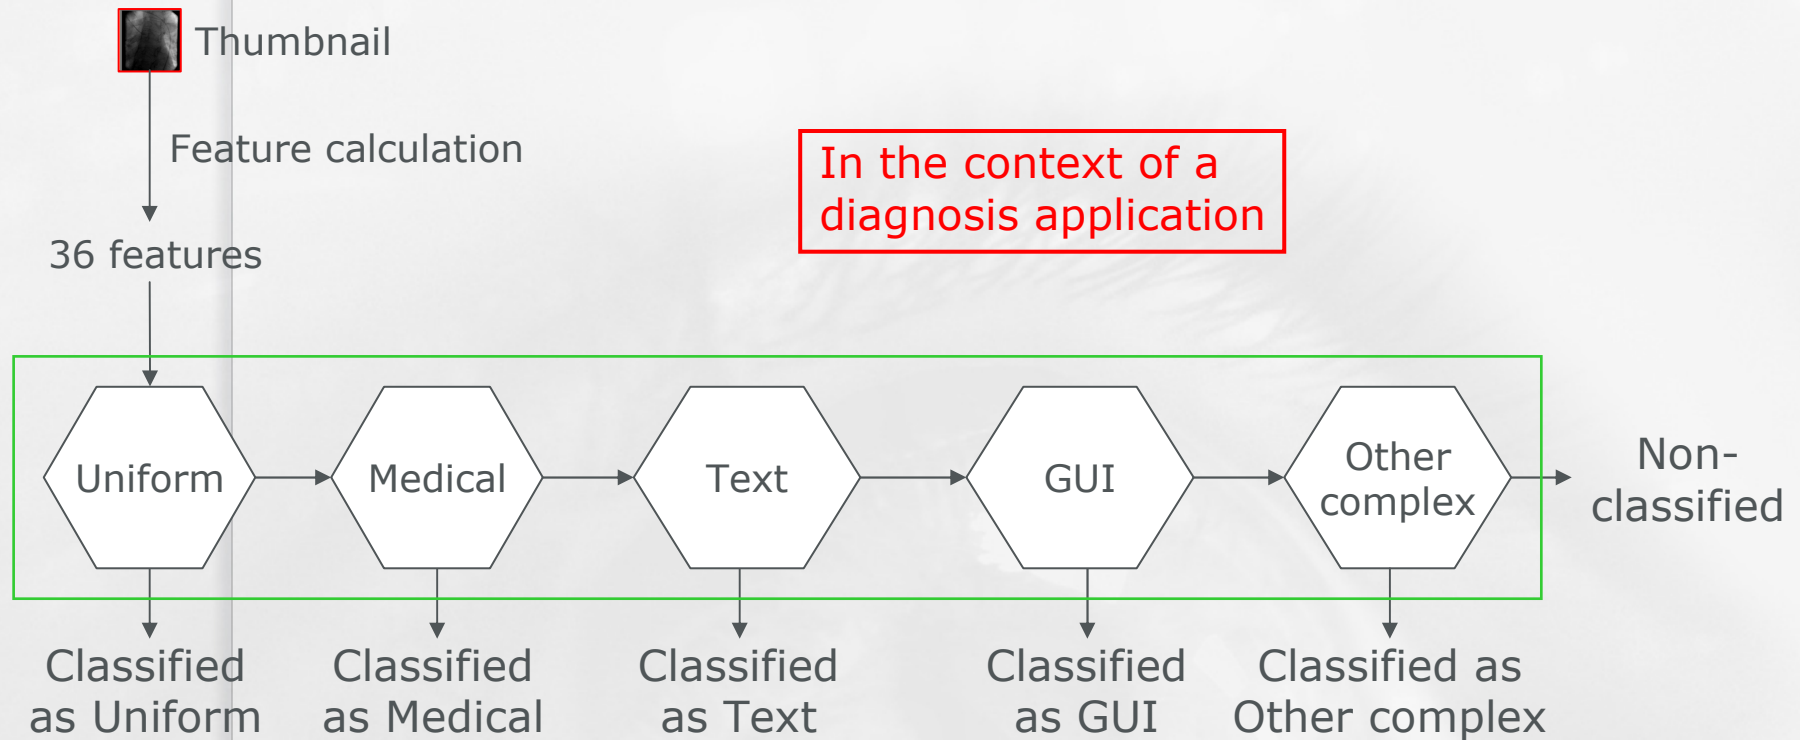 Thumbnail
Feature calculation
In the context of a
diagnosis application
36 features
Uniform
Medical
Text
GUI
Other
complex
Non-
classified
Classified
as Uniform
Classified
as Medical
Classified
as Text
Classified
as GUI
Classified as
Other complex